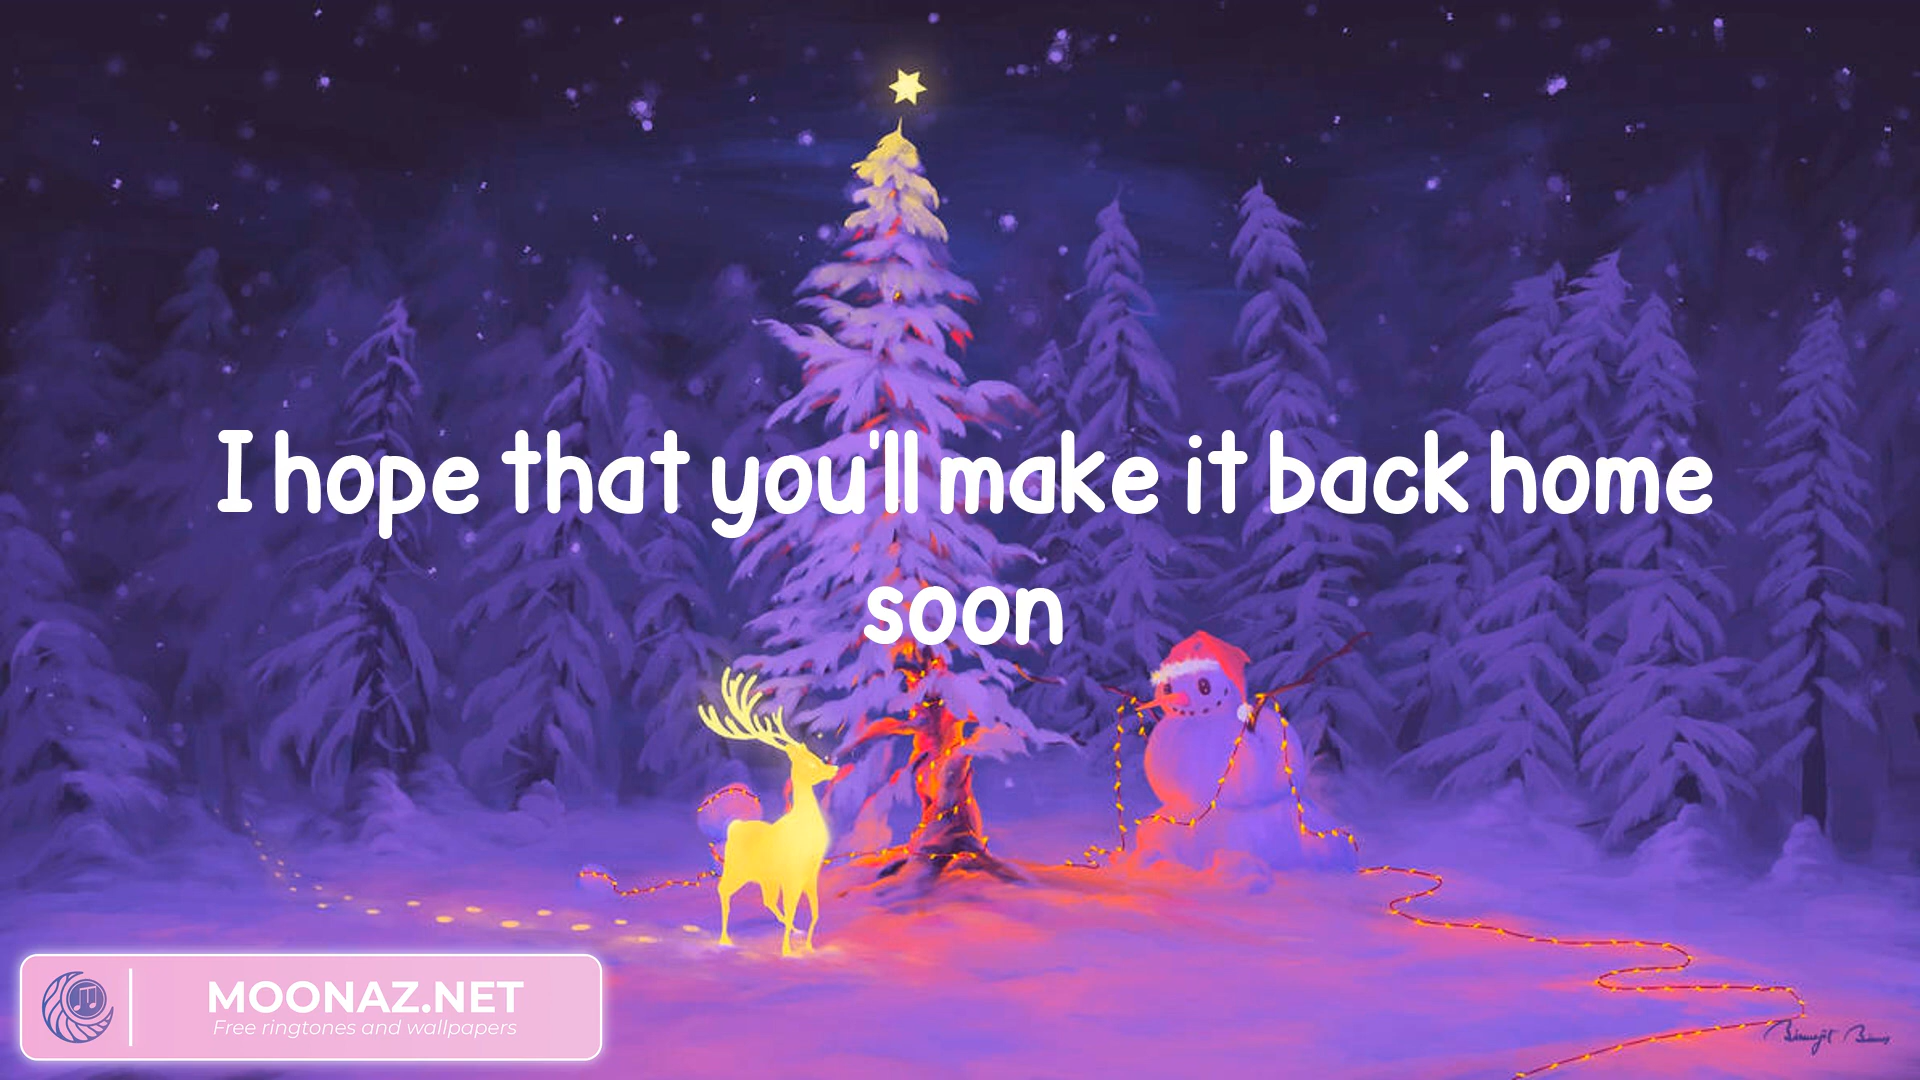 I hope that you'll make it back home
soon
MOONAZ.NET
Free ringtones and wallpapers